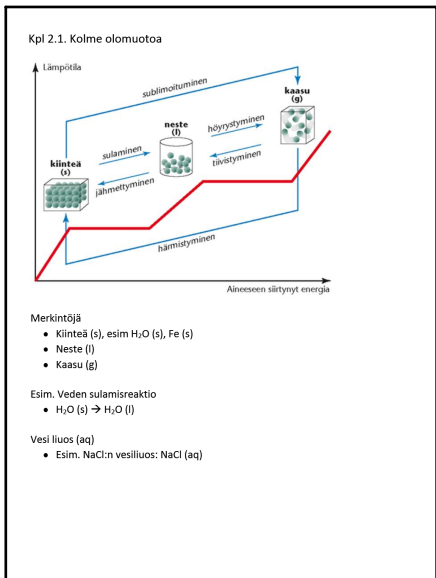 Kpl 2.1. Kolme olomuotoa
Lämpötila
sublimoituminen
kaasu
(g)
neste
(l)
höyrystyminen
kiinteä
(s)
sulaminen
tiivistyminen
jähmettyminen
härmistyminen
Aineeseen siirtynyt energia
Merkintöjä
• Kiinteä (s), esim H₂O (s), Fe (s)
• Neste (l)
• Kaasu (g)
Esim. Veden sulamisreaktio
• H₂O (s) → H₂O (l)
Vesi liuos (aq)
• Esim. NaCl:n vesiliuos: NaCl (aq)